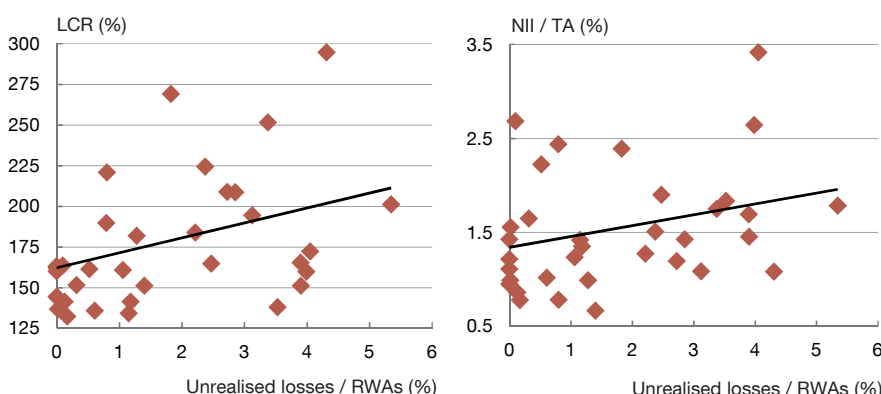 LCR (%)
300
275
250
225
200
175
150
125
0 1 2 3 4 5 6
Unrealised losses / RWAs (%)
NII / TA (%)
3.5
2.5
1.5
0.5
0 1 2 3 4 5 6
Unrealised losses / RWAs (%)